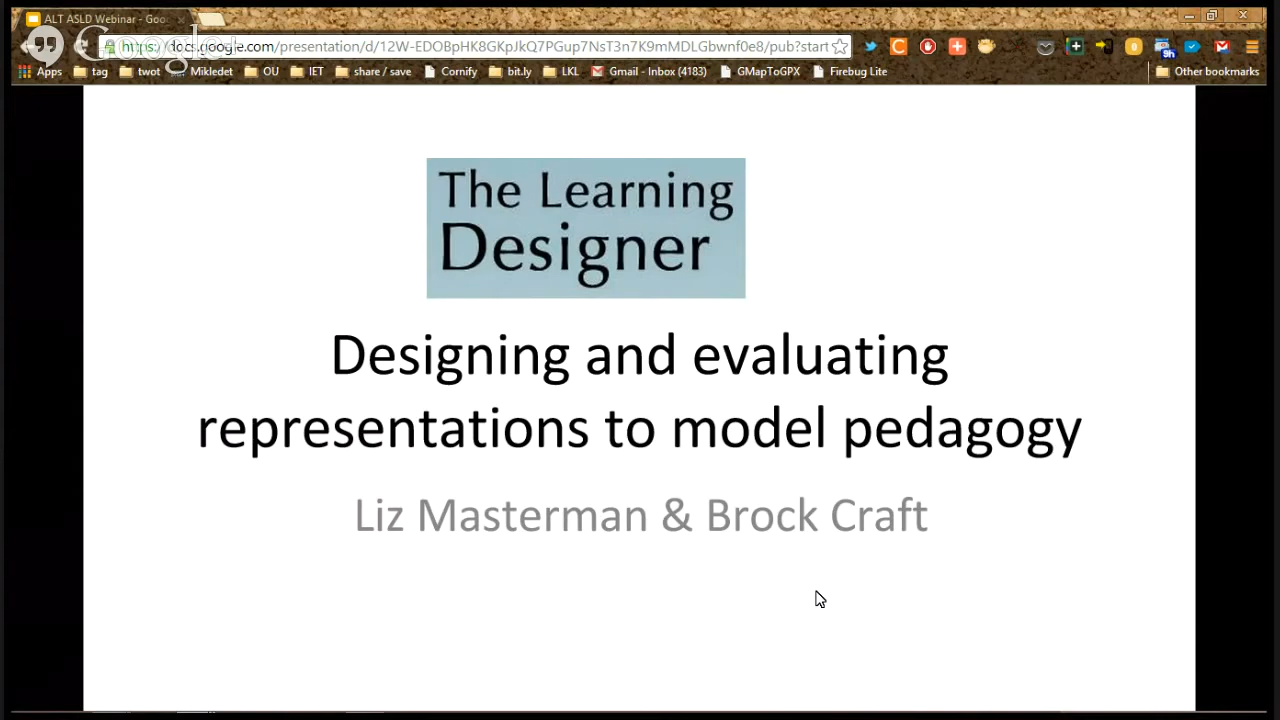 ALT ASLD Webinar - Goo
Google+
https://docs.google.com/presentation/d/12W-EDOBpHK8GKpJkQ7PGup7NsT3n7K9mMDLGbwnf0e8/pub?start
9h
Apps tag twot Mikledet OU IET share / save Cornify bit.ly LKL Gmail - Inbox (4183) GMapToGPX Firebug Lite Other bookmarks
The Learning
Designer
Designing and evaluating
representations to model pedagogy
Liz Masterman & Brock Craft